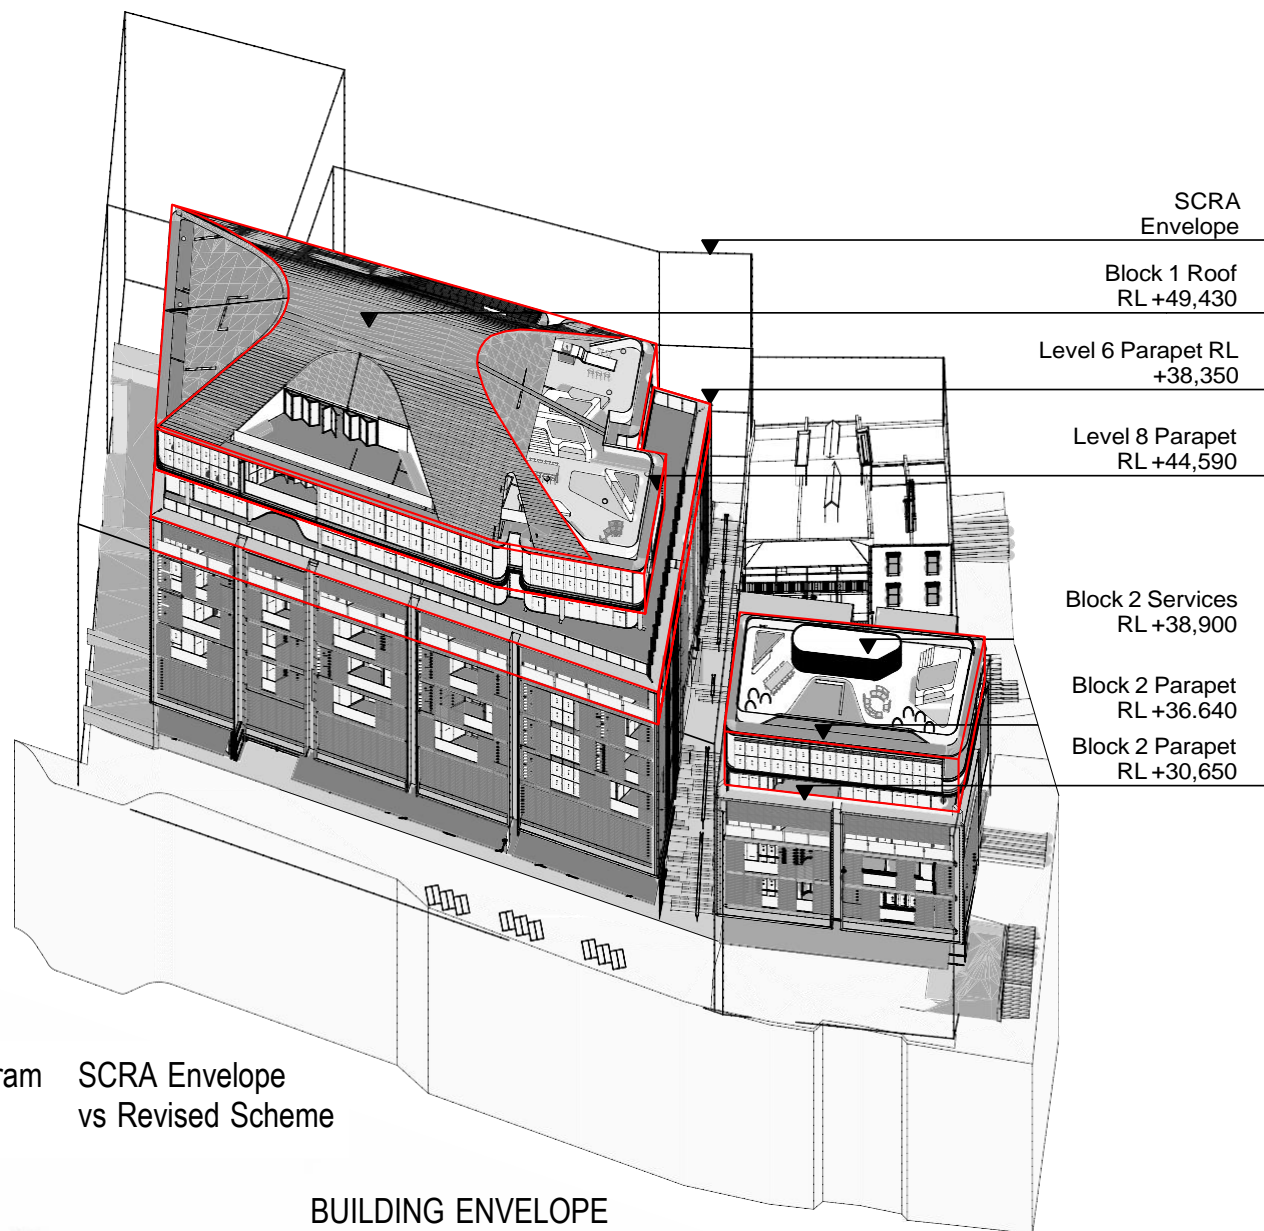 SCRA
Envelope
Block 1 Roof
RL +49,430
Level 6 Parapet RL
+38,350
Level 8 Parapet
RL +44,590
Block 2 Services
RL +38,900
Block 2 Parapet
RL +36.640
Block 2 Parapet
RL +30,650
ram SCRA Envelope
vs Revised Scheme
BUILDING ENVELOPE